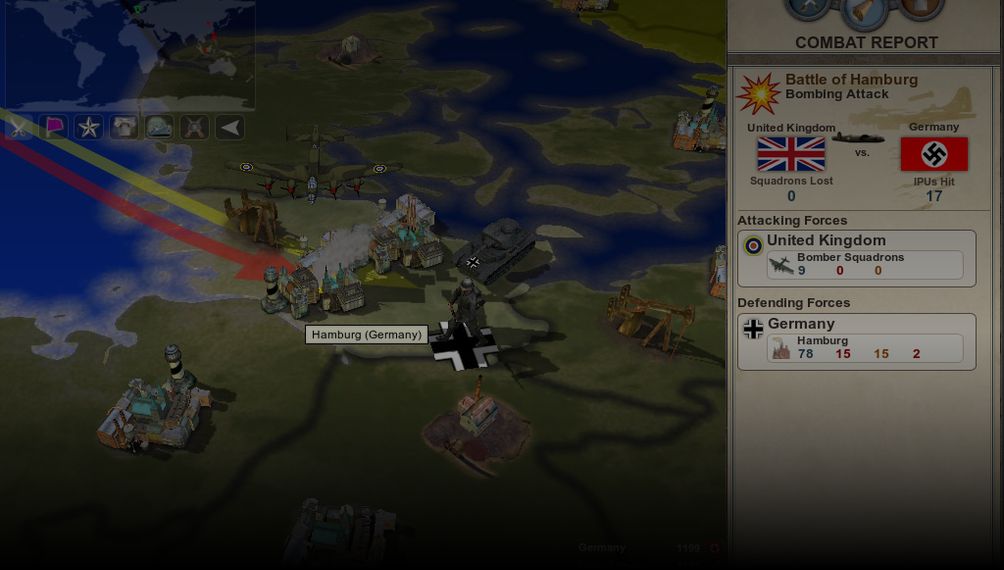 COMBAT REPORT
Battle of Hamburg
Bombing Attack
United Kingdom
Germany
vs.
Squadrons Lost
IPUs Hit
0
17
Attacking Forces
United Kingdom
Bomber Squadrons
9 0 0
Defending Forces
Germany
Hamburg
78 15 15 2
Hamburg (Germany)
Germany 1199